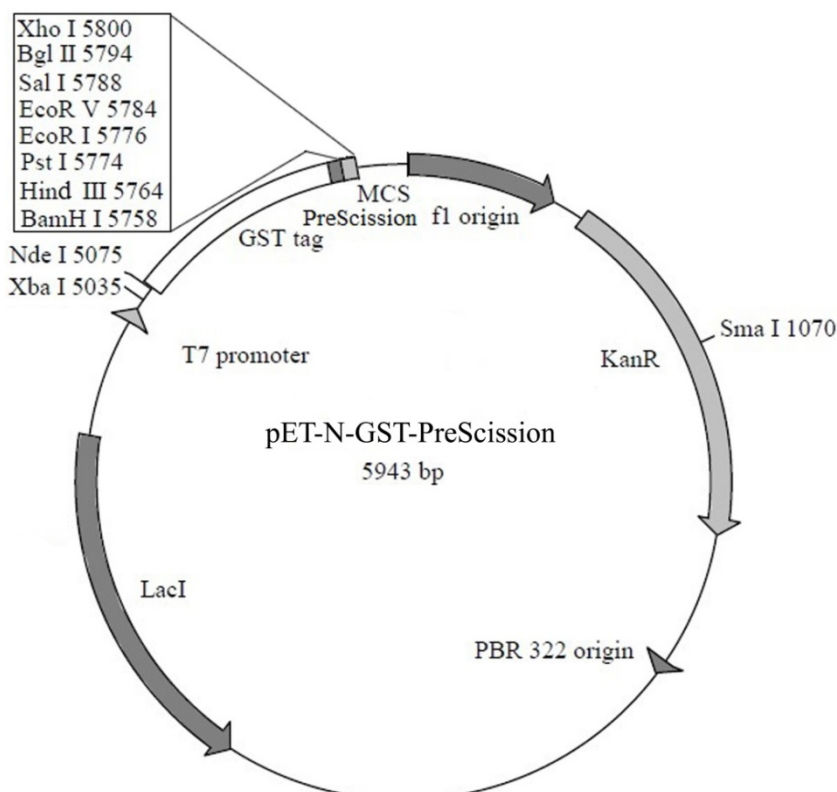 Xho I 5800
Bgl II 5794
Sal I 5788
EcoR V 5784
EcoR I 5776
Pst I 5774
Hind III 5764
BamH I 5758
Nde I 5075
Xba I 5035
MCS
PreScission
f1 origin
GST tag
T7 promoter
Sma I 1070
KanR
pET-N-GST-PreScission
5943 bp
LacI
PBR 322 origin